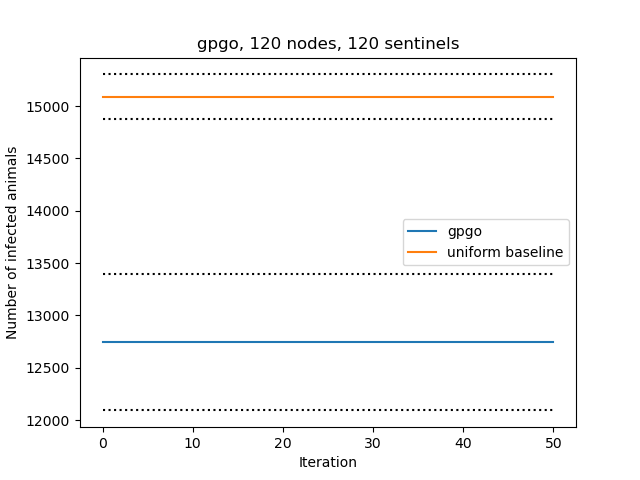 gpgo, 120 nodes, 120 sentinels
15000
14500
14000
13500
13000
12500
12000
Number of infected animals
gpgo
uniform baseline
0 10 20 30 40 50
Iteration